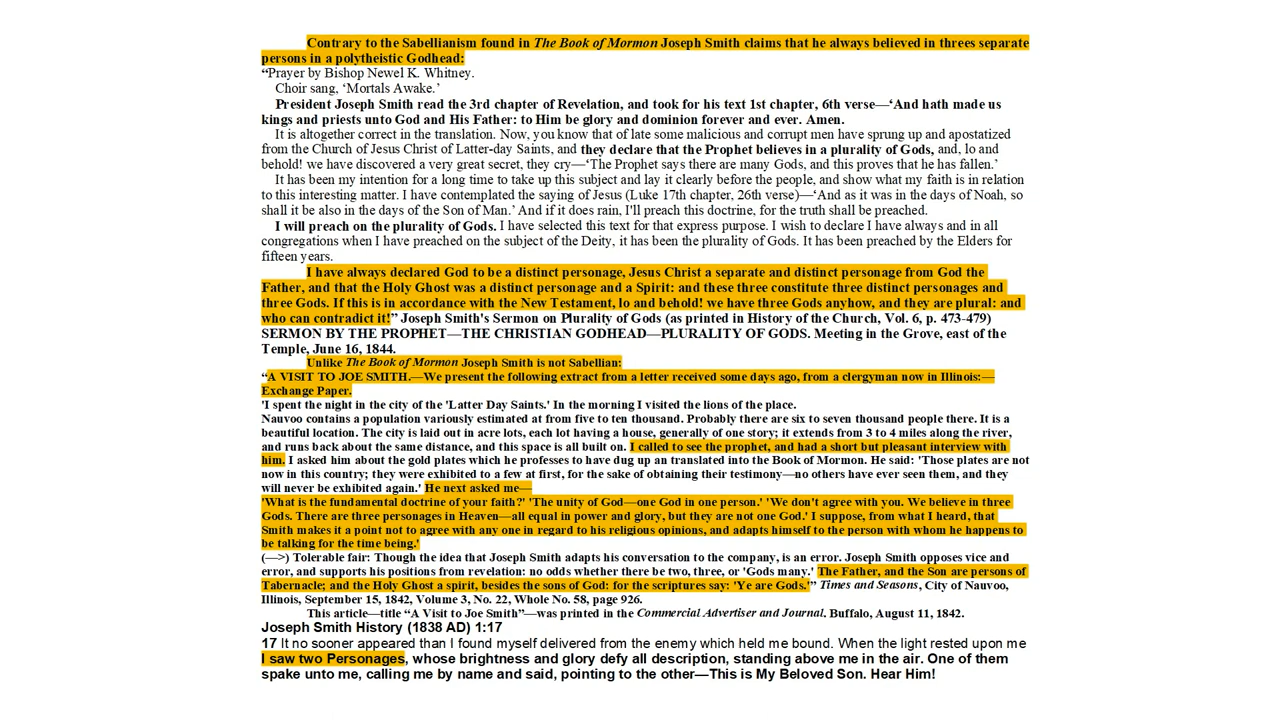 Contrary to the Sabellianism found in The Book of Mormon Joseph Smith claims that he always believed in threes separate
persons in a polytheistic Godhead:
“Prayer by Bishop Newel K. Whitney.
Choir sang, ‘Mortals Awake.’
President Joseph Smith read the 3rd chapter of Revelation, and took for his text 1st chapter, 6th verse—‘And hath made us
kings and priests unto God and His Father: to Him be glory and dominion forever and ever. Amen.
It is altogether correct in the translation. Now, you know that of late some malicious and corrupt men have sprung up and apostatized
from the Church of Jesus Christ of Latter-day Saints, and they declare that the Prophet believes in a plurality of Gods, and, lo and
behold! we have discovered a very great secret, they cry—‘The Prophet says there are many Gods, and this proves that he has fallen.’
It has been my intention for a long time to take up this subject and lay it clearly before the people, and show what my faith is in relation
to this interesting matter. I have contemplated the saying of Jesus (Luke 17th chapter, 26th verse)—‘And as it was in the days of Noah, so
shall it be also in the days of the Son of Man.’ And if it does rain, I'll preach this doctrine, for the truth shall be preached.
I will preach on the plurality of Gods. I have selected this text for that express purpose. I wish to declare I have always and in all
congregations when I have preached on the subject of the Deity, it has been the plurality of Gods. It has been preached by the Elders for
fifteen years.
I have always declared God to be a distinct personage, Jesus Christ a separate and distinct personage from God the
Father, and that the Holy Ghost was a distinct personage and a Spirit: and these three constitute three distinct personages and
three Gods. If this is in accordance with the New Testament, lo and behold! we have three Gods anyhow, and they are plural: and
who can contradict it!” Joseph Smith's Sermon on Plurality of Gods (as printed in History of the Church, Vol. 6, p. 473-479)
SERMON BY THE PROPHET—THE CHRISTIAN GODHEAD—PLURALITY OF GODS. Meeting in the Grove, east of the
Temple, June 16, 1844.
Unlike The Book of Mormon Joseph Smith is not Sabellian:
“A VISIT TO JOE SMITH.—We present the following extract from a letter received some days ago, from a clergyman now in Illinois:—
Exchange Paper.
'I spent the night in the city of the 'Latter Day Saints.' In the morning I visited the lions of the place.
Nauvoo contains a population variously estimated at from five to ten thousand. Probably there are six to seven thousand people there. It is a
beautiful location. The city is laid out in acre lots, each lot having a house, generally of one story; it extends from 3 to 4 miles along the river,
and runs back about the same distance, and this space is all built on. I called to see the prophet, and had a short but pleasant interview with
him. I asked him about the gold plates which he professes to have dug up an translated into the Book of Mormon. He said: 'Those plates are not
now in this country; they were exhibited to a few at first, for the sake of obtaining their testimony—no others have ever seen them, and they
will never be exhibited again.' He next asked me—
'What is the fundamental doctrine of your faith?' 'The unity of God—one God in one person.' 'We don't agree with you. We believe in three
Gods. There are three personages in Heaven—all equal in power and glory, but they are not one God.' I suppose, from what I heard, that
Smith makes it a point not to agree with any one in regard to his religious opinions, and adapts himself to the person with whom he happens to
be talking for the time being.'
(—>) Tolerable fair: Though the idea that Joseph Smith adapts his conversation to the company, is an error. Joseph Smith opposes vice and
error, and supports his positions from revelation: no odds whether there be two, three, or 'Gods many.' The Father, and the Son are persons of
Tabernacle; and the Holy Ghost a spirit, besides the sons of God: for the scriptures say: 'Ye are Gods.'” Times and Seasons, City of Nauvoo,
Illinois, September 15, 1842, Volume 3, No. 22, Whole No. 58, page 926.
This article—title “A Visit to Joe Smith”—was printed in the Commercial Advertiser and Journal. Buffalo, August 11, 1842.
Joseph Smith History (1838 AD) 1:17
17 It no sooner appeared than I found myself delivered from the enemy which held me bound. When the light rested upon me
I saw two Personages, whose brightness and glory defy all description, standing above me in the air. One of them
spake unto me, calling me by name and said, pointing to the other—This is My Beloved Son. Hear Him!